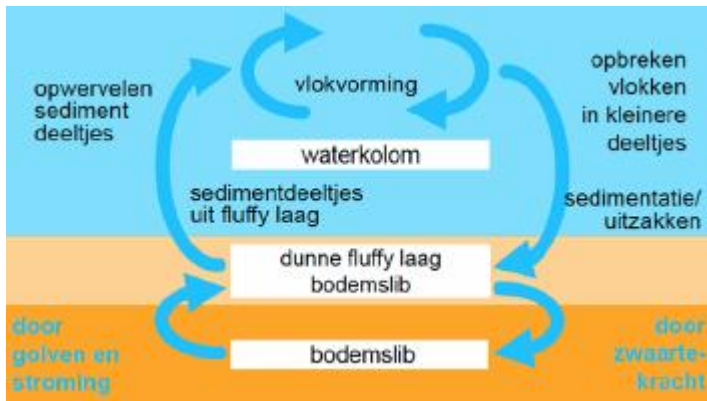 opwervelen
sediment
deeltjes
vlokvorming
opbreken
vlokken
in kleinere
deeltjes
waterkolom
sedimentdeeltjes
uit fluffy laag
sedimentatie/
uitzakken
dunne fluffy laag
bodemslib
door
golven en
stroming
bodemslib
door
zwaarte-
kracht